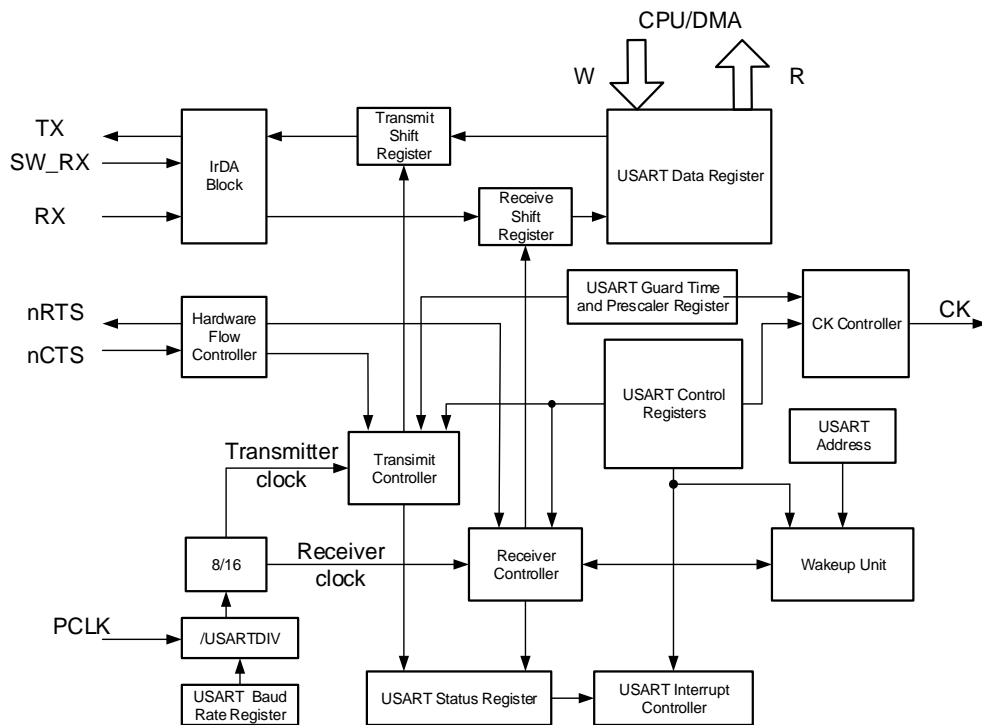 CPU/DMA
W
R
TX
SW_RX
RX
IrDA
Block
Transmit
Shift
Register
Receive
Shift
Register
USART Data Register
nRTS
nCTS
Hardware
Flow
Controller
USART Guard Time
and Prescaler Register
CK Controller
CK
USART Control
Registers
USART
Address
Transmitter
clock
Transimit
Controller
8/16
Receiver
clock
Receiver
Controller
Wakeup Unit
PCLK
/USARTDIV
USART Baud
Rate Register
USART Status Register
USART Interrupt
Controller